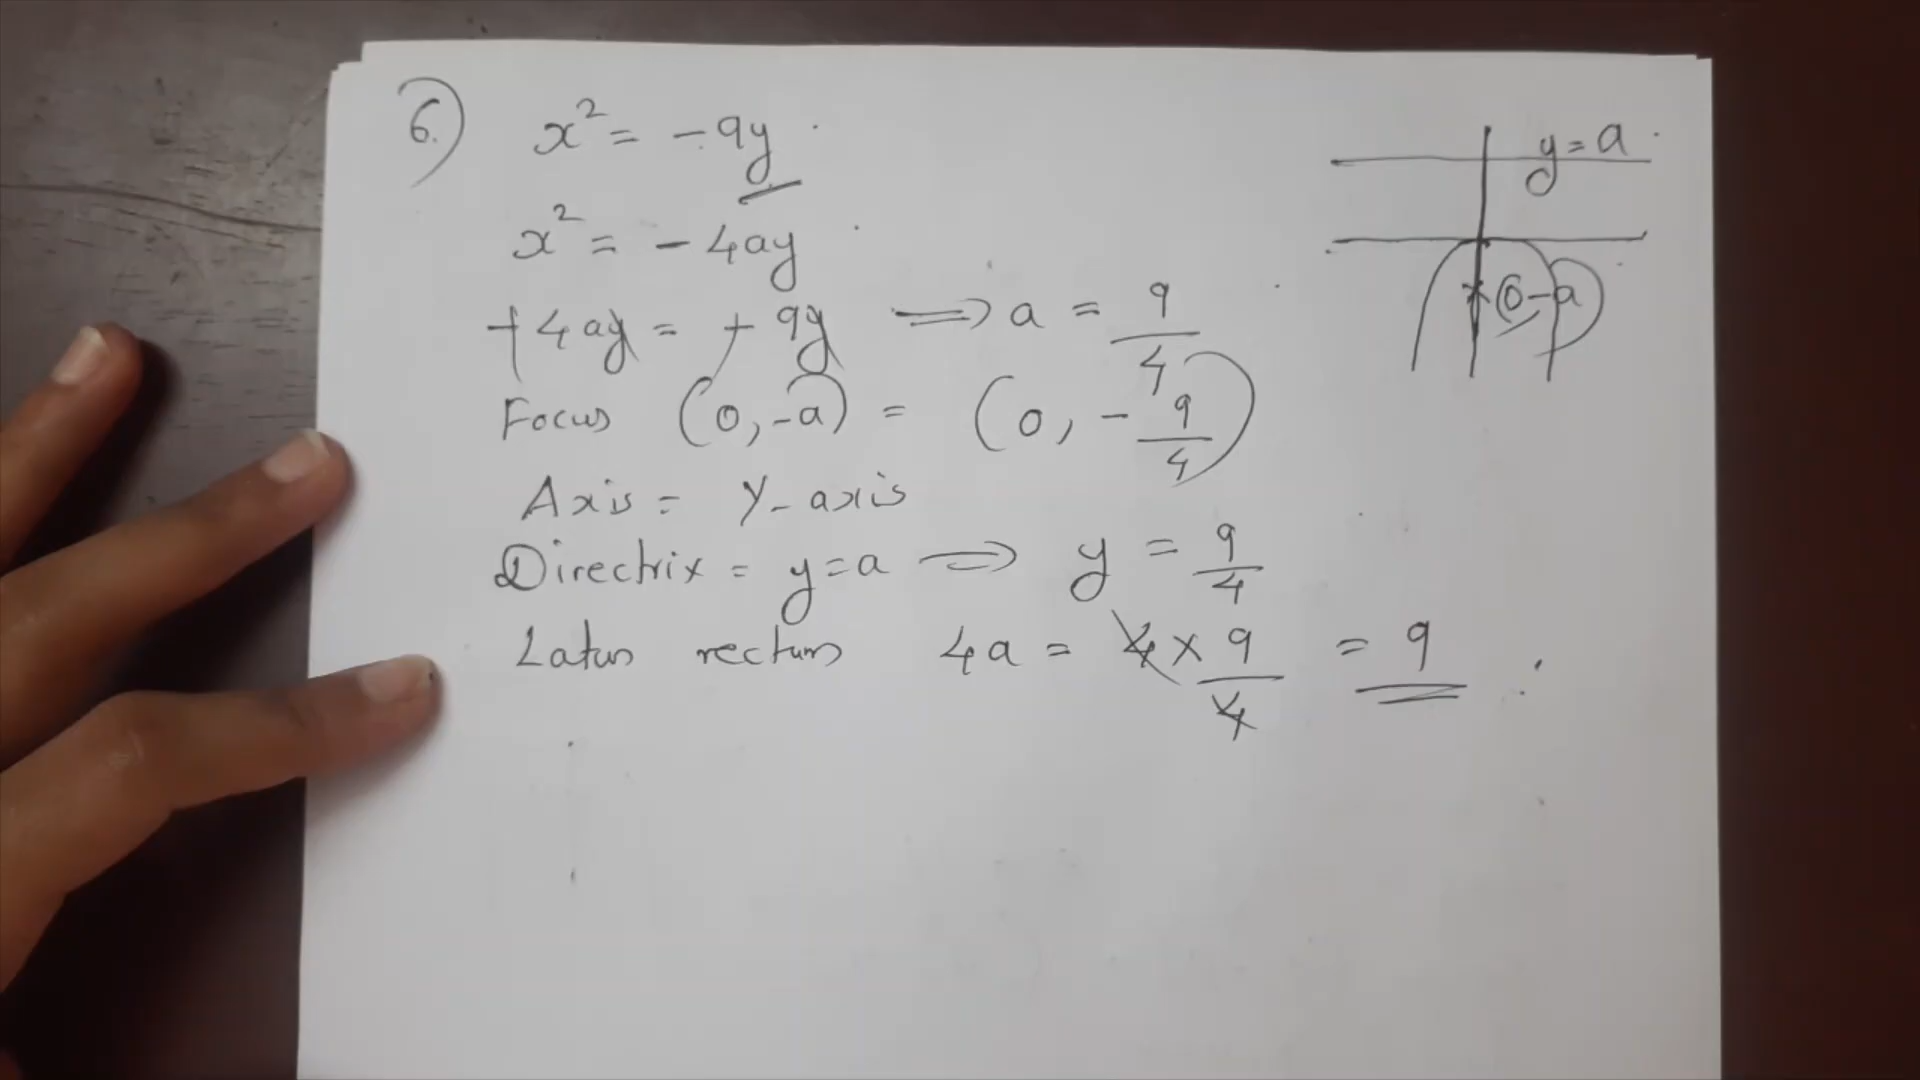 6.) x² = -9y
x² = -4ay
+4ay = +9y ⟹ a = 9/4
Focus (0, -a) = (0, -9/4)
Axis = Y-axis
Directrix = y=a ⟹ y = 9/4
Latus rectum 4a = 4 × 9/4 = 9
y = a
(0-a)